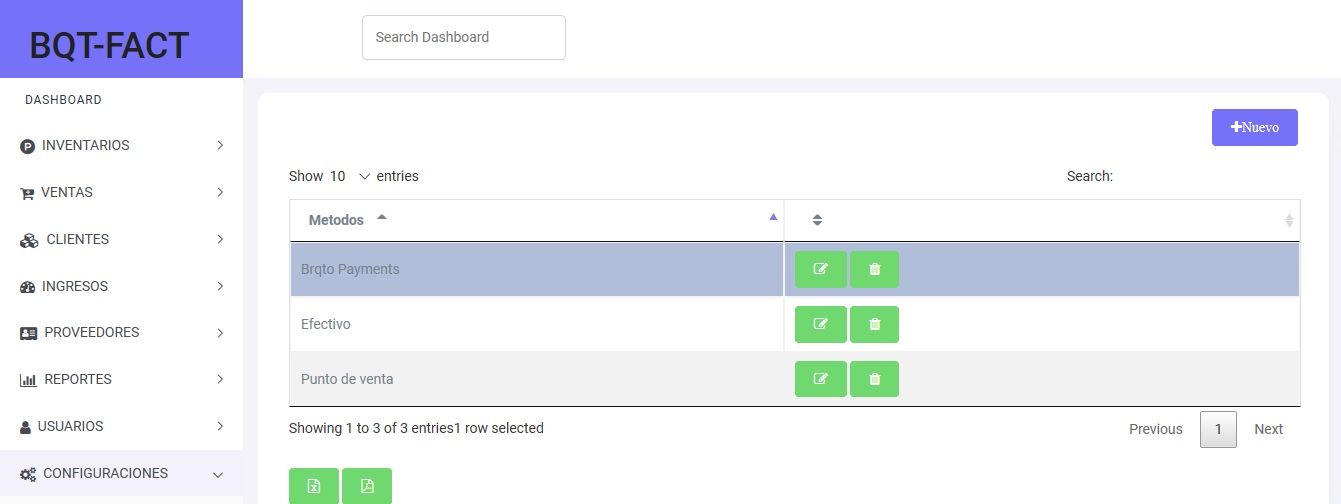 BQT-FACT
Search Dashboard
DASHBOARD
INVENTARIOS
VENTAS
CLIENTES
INGRESOS
PROVEEDORES
REPORTES
USUARIOS
CONFIGURACIONES
Nuevo
Show 10 entries
Search:
Metodos
Brqto Payments
Efectivo
Punto de venta
Showing 1 to 3 of 3 entries1 row selected
Previous 1 Next